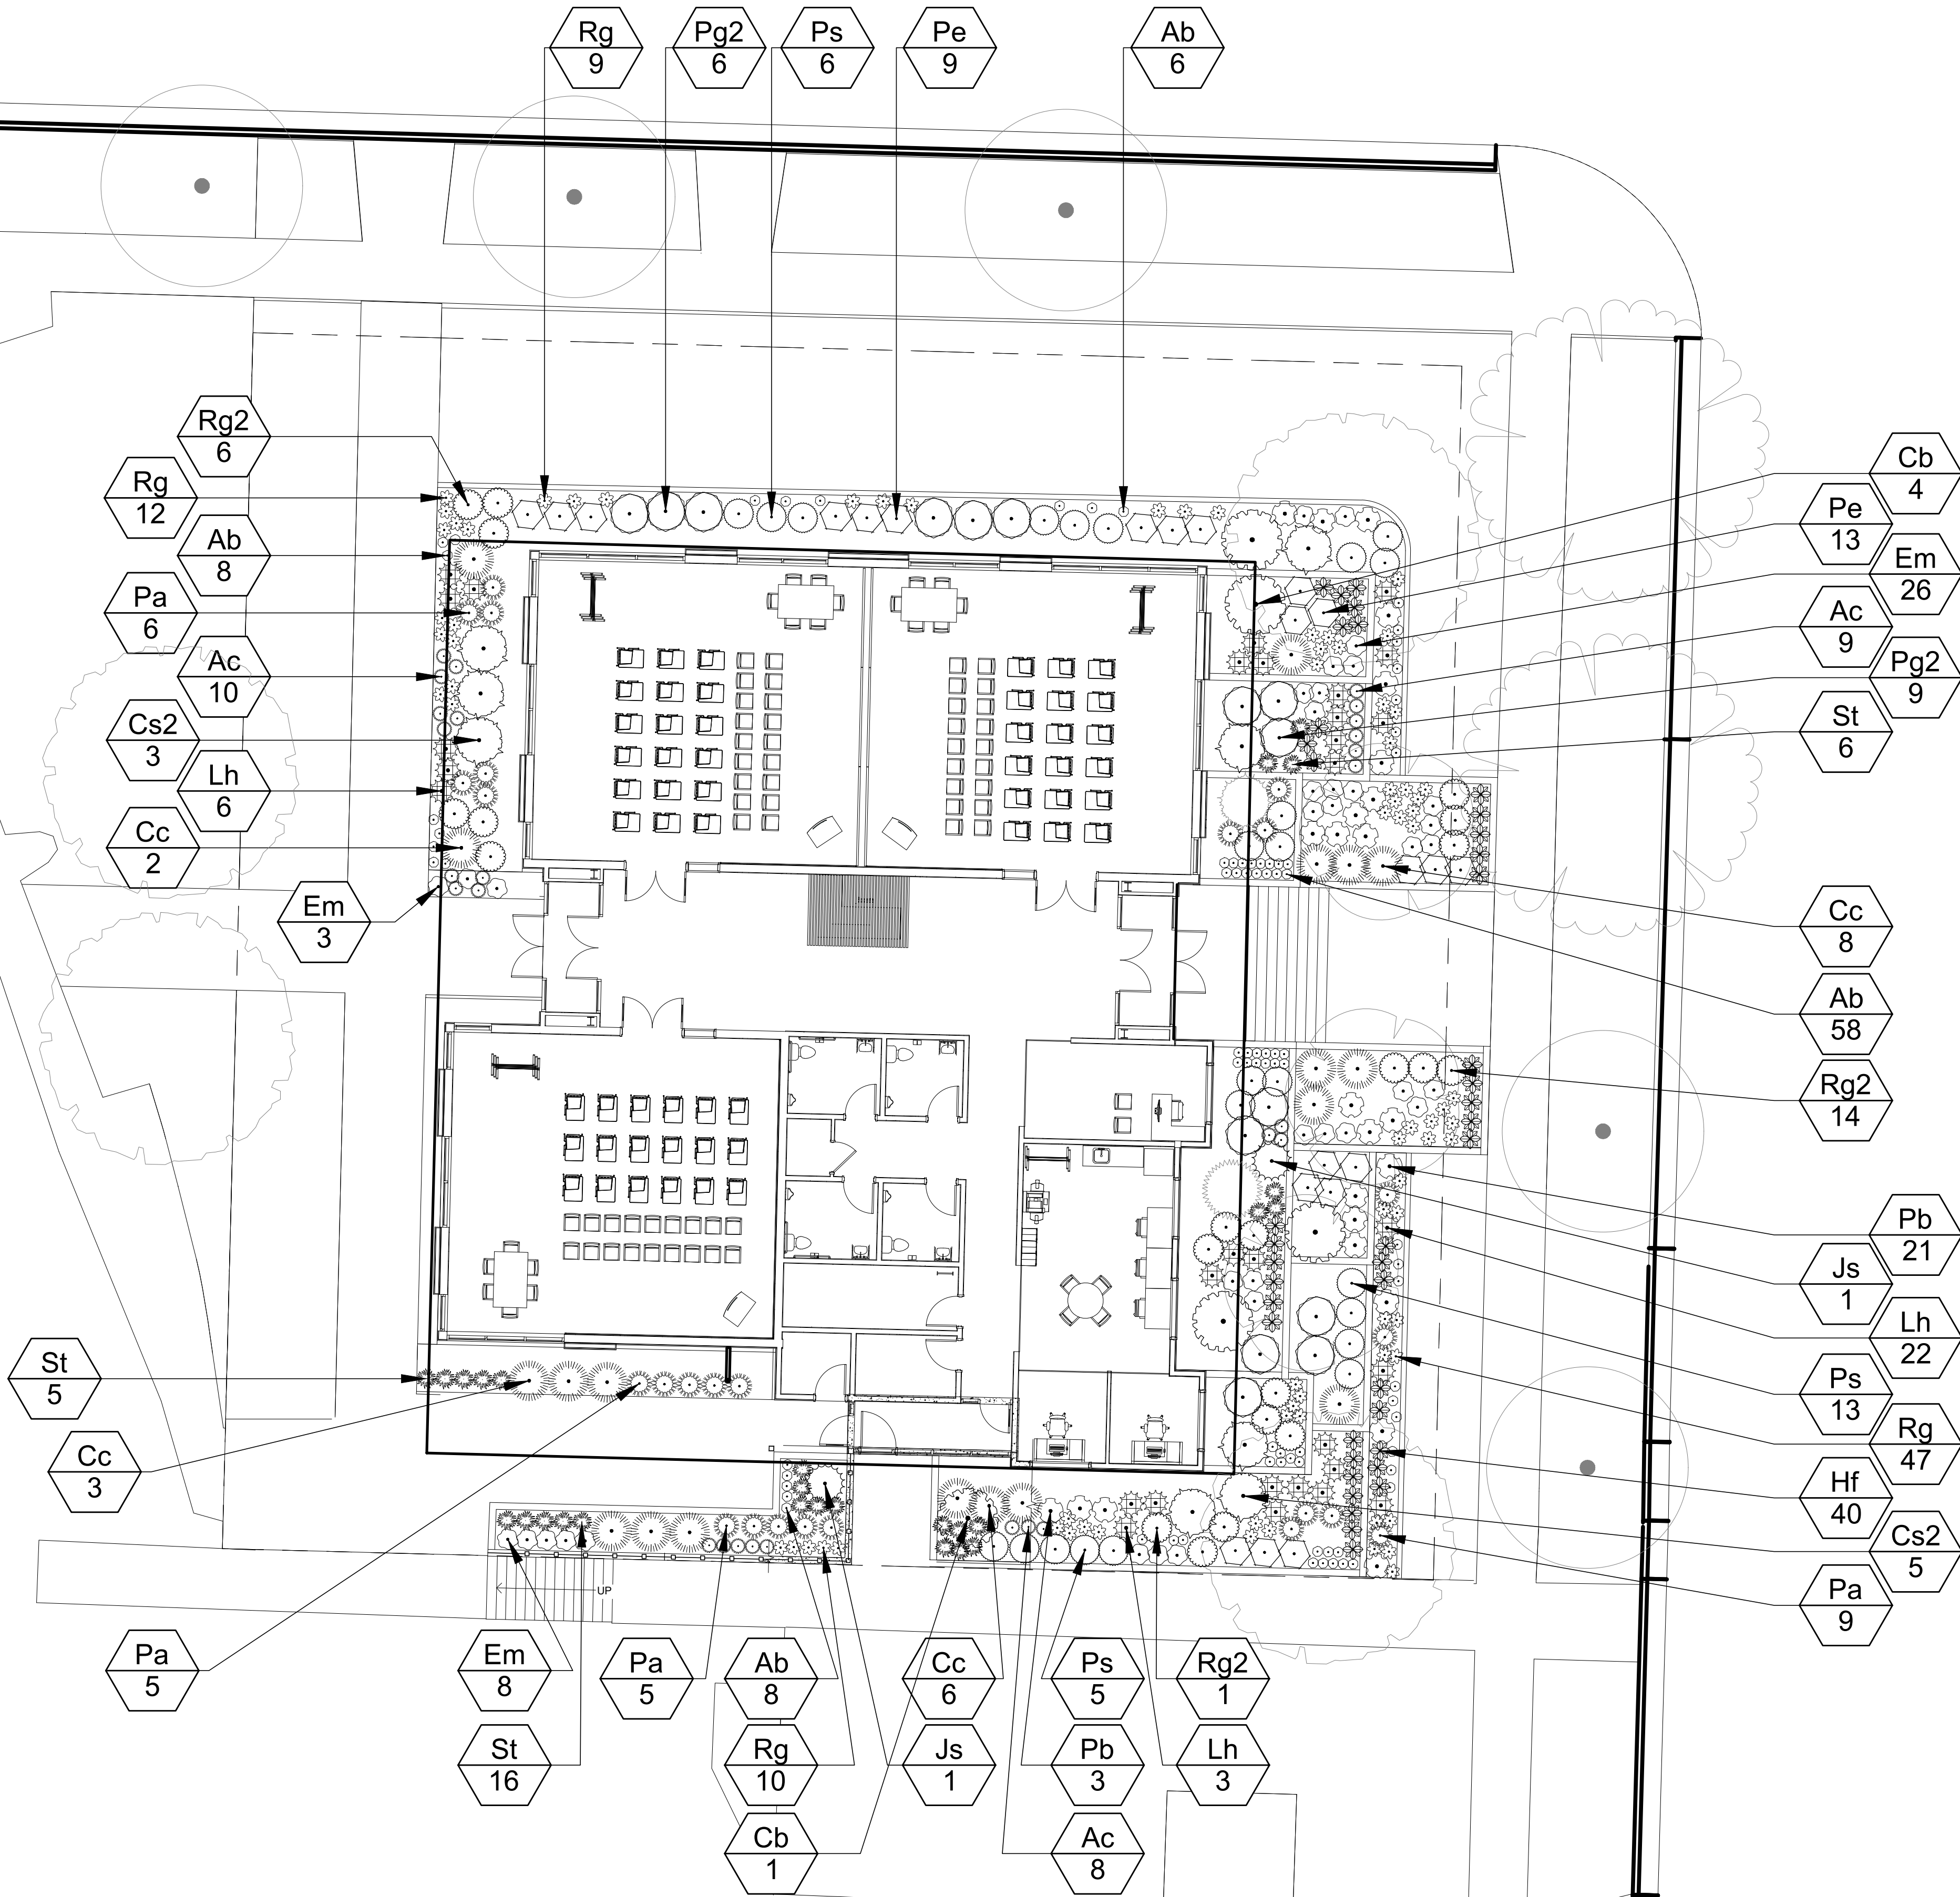 Rg
9
Pg2
6
Ps
6
Pe
9
Ab
6
Rg2
6
Rg
12
Ab
8
Pa
6
Ac
10
Cs2
3
Lh
6
Cc
2
Em
3
Cb
4
Pe
13
Em
26
Ac
9
Pg2
9
St
6
Cc
8
Ab
58
Rg2
14
Pb
21
Js
1
Lh
22
Ps
13
Rg
47
Hf
40
Cs2
5
Pa
9
St
5
Cc
3
Pa
5
UP
Em
8
Pa
5
Ab
8
Cc
6
Ps
5
Rg2
1
St
16
Rg
10
Js
1
Pb
3
Lh
3
Cb
1
Ac
8